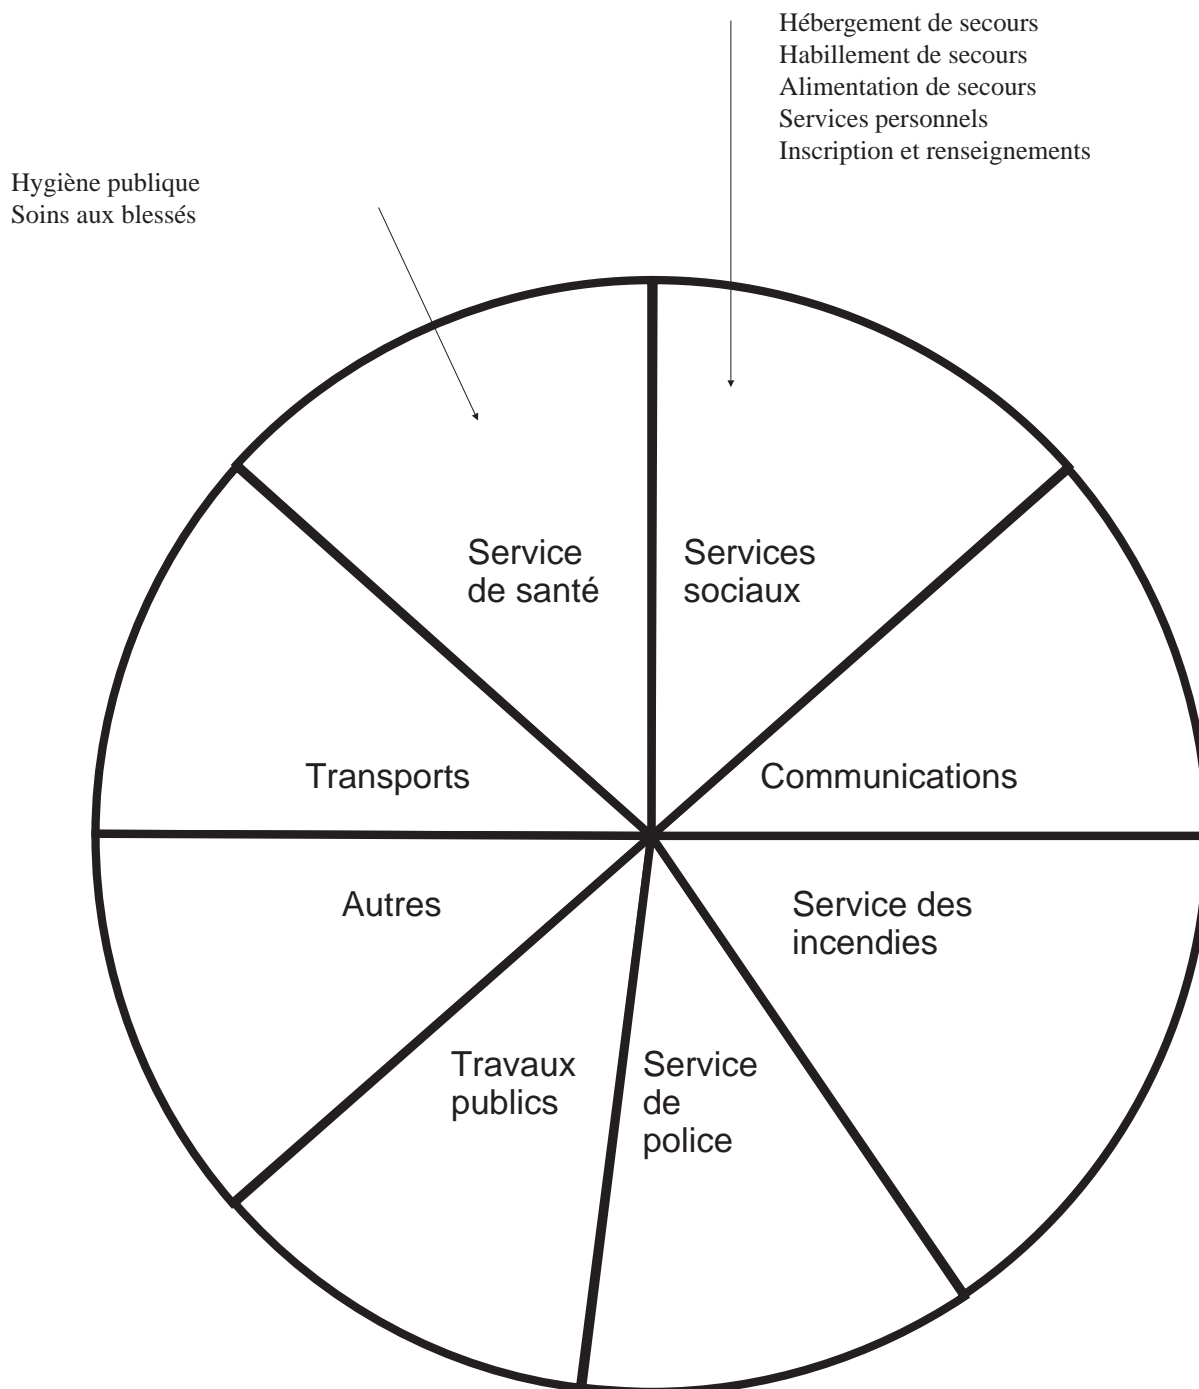 Hébergement de secours
Habillement de secours
Alimentation de secours
Services personnels
Inscription et renseignements
Hygiène publique
Soins aux blessés
Service
de santé
Services
sociaux
Transports
Communications
Autres
Service des
incendies
Travaux
publics
Service
de
police